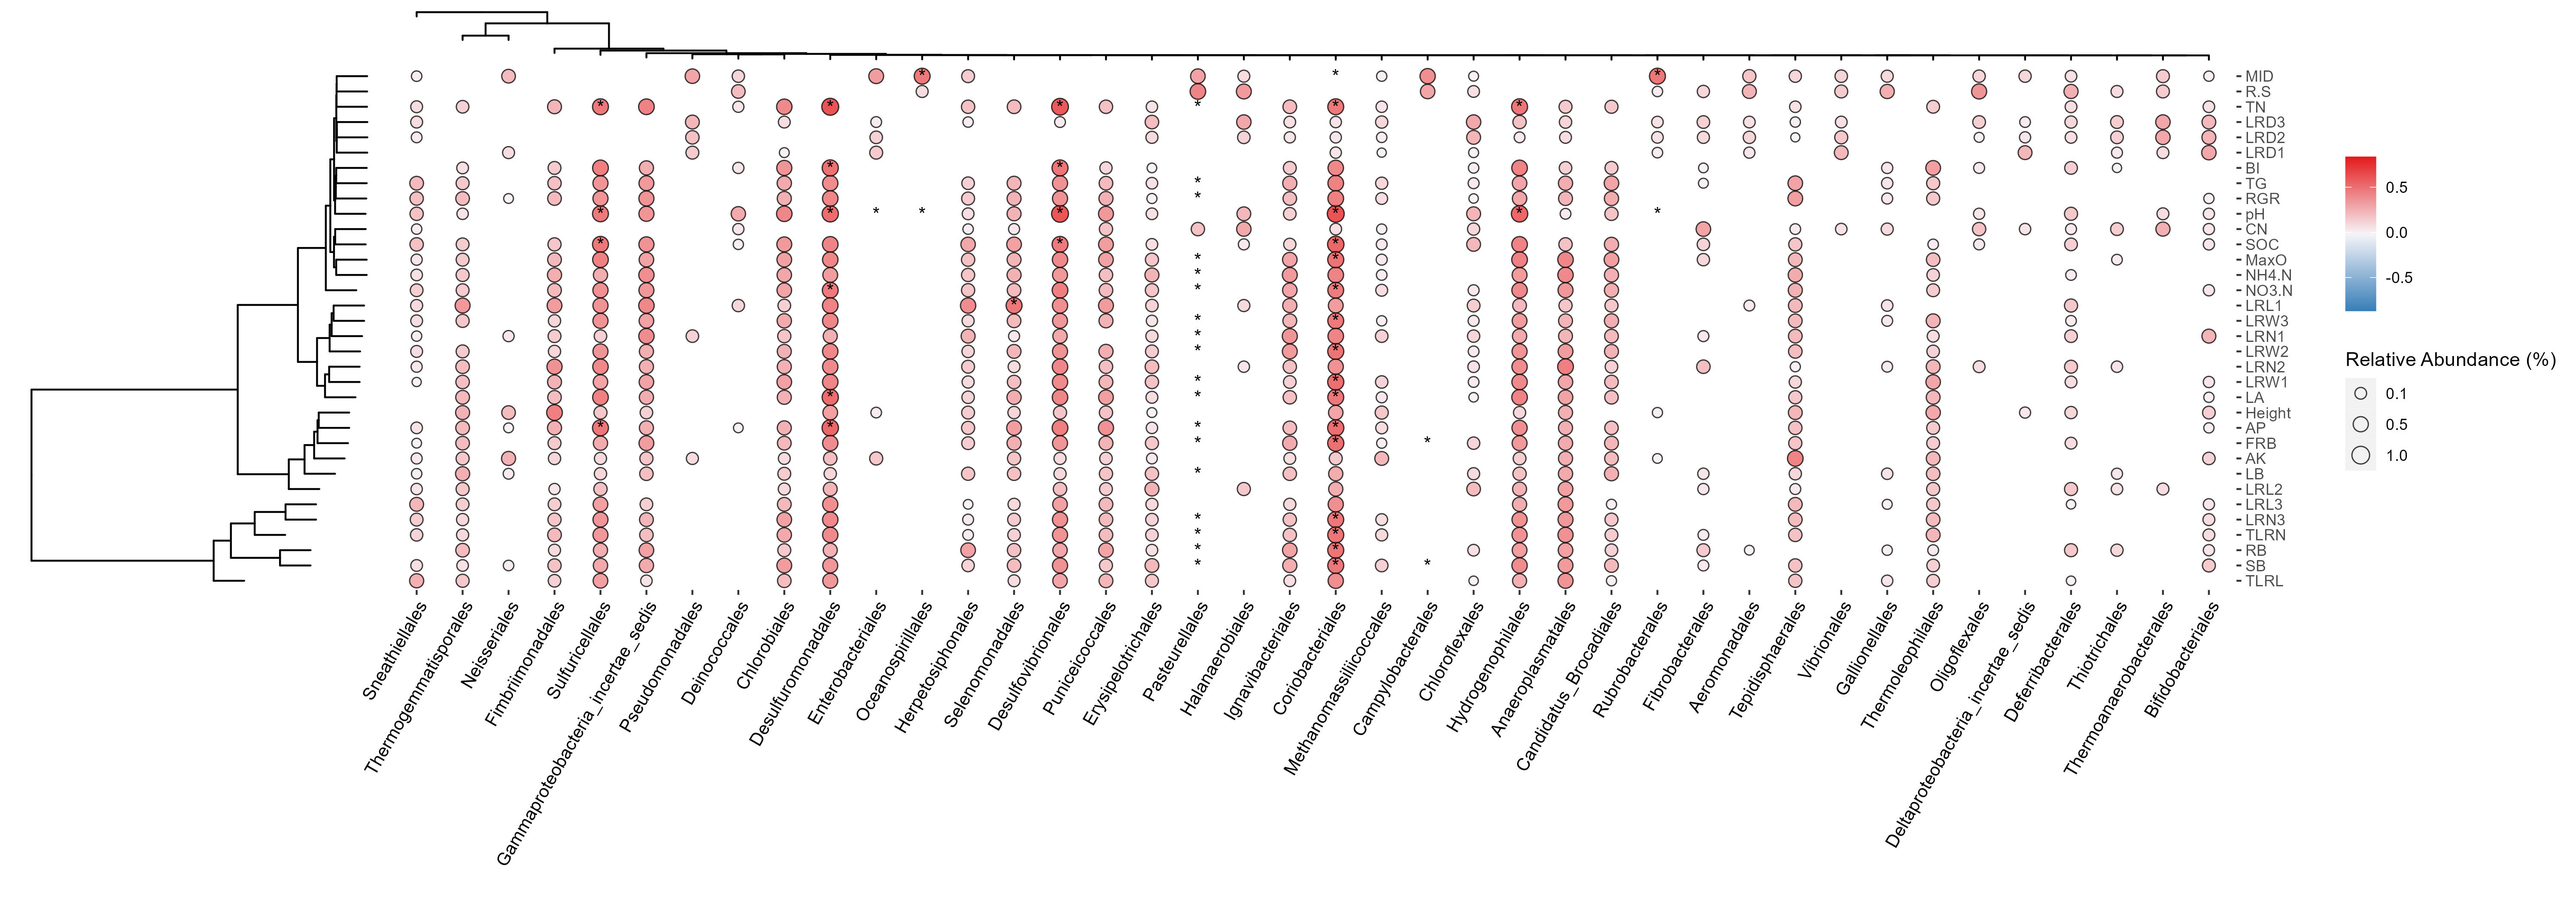 MID
R.S
TN
LRD3
LRD2
LRD1
BI
TG
RGR
pH
CN
SOC
MaxO
NH4.N
NO3.N
LRL1
LRW3
LRN1
LRW2
LRN2
LRW1
LA
Height
AP
FRB
AK
LB
LRL2
LRL3
LRN3
TLRN
RB
SB
TLRL
0.5
0.0
-0.5
Relative Abundance (%)
0.1
0.5
1.0
Sneathiellales
Thermogemmatisporales
Neisseriales
Fimbriimonadales
Sulfuricellales
Gammaproteobacteria_incertae_sedis
Pseudomonadales
Deinococcales
Chlorobiales
Desulfuromonadales
Enterobacteriales
Oceanospirillales
Herpetosiphonales
Selenomonadales
Desulfovibrionales
Puniceicoccales
Erysipelotrichales
Pasteurellales
Halanaerobiales
Ignavibacteriales
Coriobacteriales
Methanomassiliicoccales
Campylobacterales
Chloroflexales
Hydrogenophilales
Anaeroplasmatales
Candidatus_Brocadiales
Rubrobacterales
Fibrobacterales
Aeromonadales
Tepidisphaerales
Vibrionales
Gallionellales
Thermoleophilales
Oligoflexales
Deltaproteobacteria_incertae_sedis
Deferribacterales
Thiotrichales
Thermoanaerobacterales
Bifidobacteriales